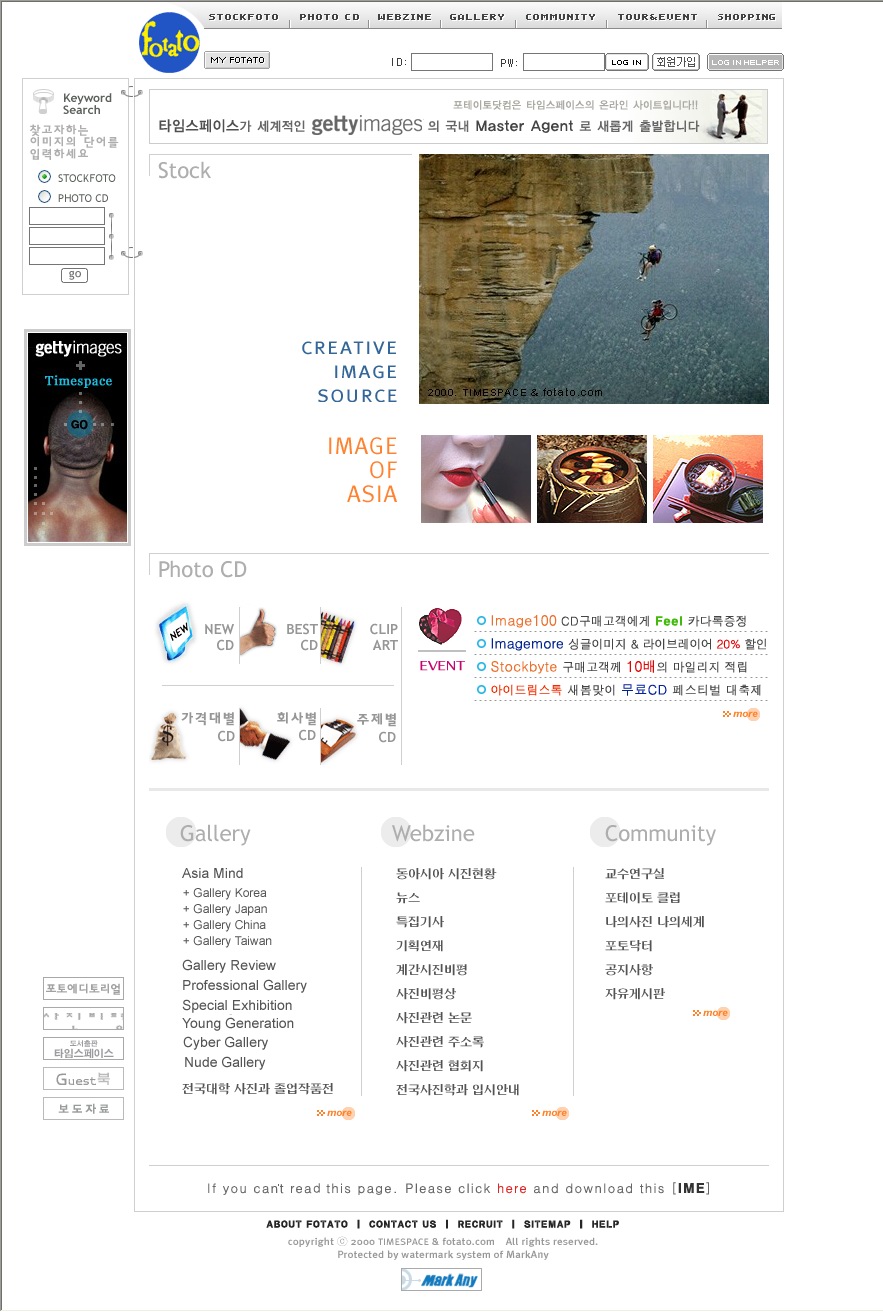 STOCKFOTO PHOTO CD WEBZINE GALLERY COMMUNITY TOUR&EVENT SHOPPING
fotato
MY FOTATO
ID: PW: LOG IN 회원가입 LOG IN HELPER
Keyword
Search
찾고자하는
이미지의 단어를
입력하세요
STOCKFOTO
PHOTO CD
go
포테이토닷컴은 타임스페이스의 온라인 사이트입니다!!
타임스페이스가 세계적인 gettyimages 의 국내 Master Agent 로 새롭게 출발합니다
Stock
CREATIVE
IMAGE
SOURCE
2000. TIMESPACE & fotato.com
gettyimages
Timespace
GO
IMAGE
OF
ASIA
Photo CD
NEW
NEW
CD
BEST
CD
CLIP
ART
가격대별
CD
회사별
CD
주제별
CD
EVENT
Image100 CD구매고객에게 Feel 카다록증정
Imagemore 싱글이미지 & 라이브레이어 20% 할인
Stockbyte 구매고객께 10배의 마일리지 적립
아이드림스톡 새봄맞이 무료CD 페스티벌 대축제
more
Gallery
Asia Mind
+ Gallery Korea
+ Gallery Japan
+ Gallery China
+ Gallery Taiwan
Gallery Review
Professional Gallery
Special Exhibition
Young Generation
Cyber Gallery
Nude Gallery
전국대학 사진과 졸업작품전
more
Webzine
동아시아 사진현황
뉴스
특집기사
기획연재
계간사진비평
사진비평상
사진관련 논문
사진관련 주소록
사진관련 협회지
전국사진학과 입시안내
more
Community
교수연구실
포테이토 클럽
나의사진 나의세계
포토닥터
공지사항
자유게시판
more
포토에디토리얼
도서출판
타임스페이스
Guest북
보도자료
If you can't read this page. Please click here and download this [IME]
ABOUT FOTATO | CONTACT US | RECRUIT | SITEMAP | HELP
copyright ⓒ 2000 TIMESPACE & fotato.com All rights reserved.
Protected by watermark system of MarkAny
Mark Any